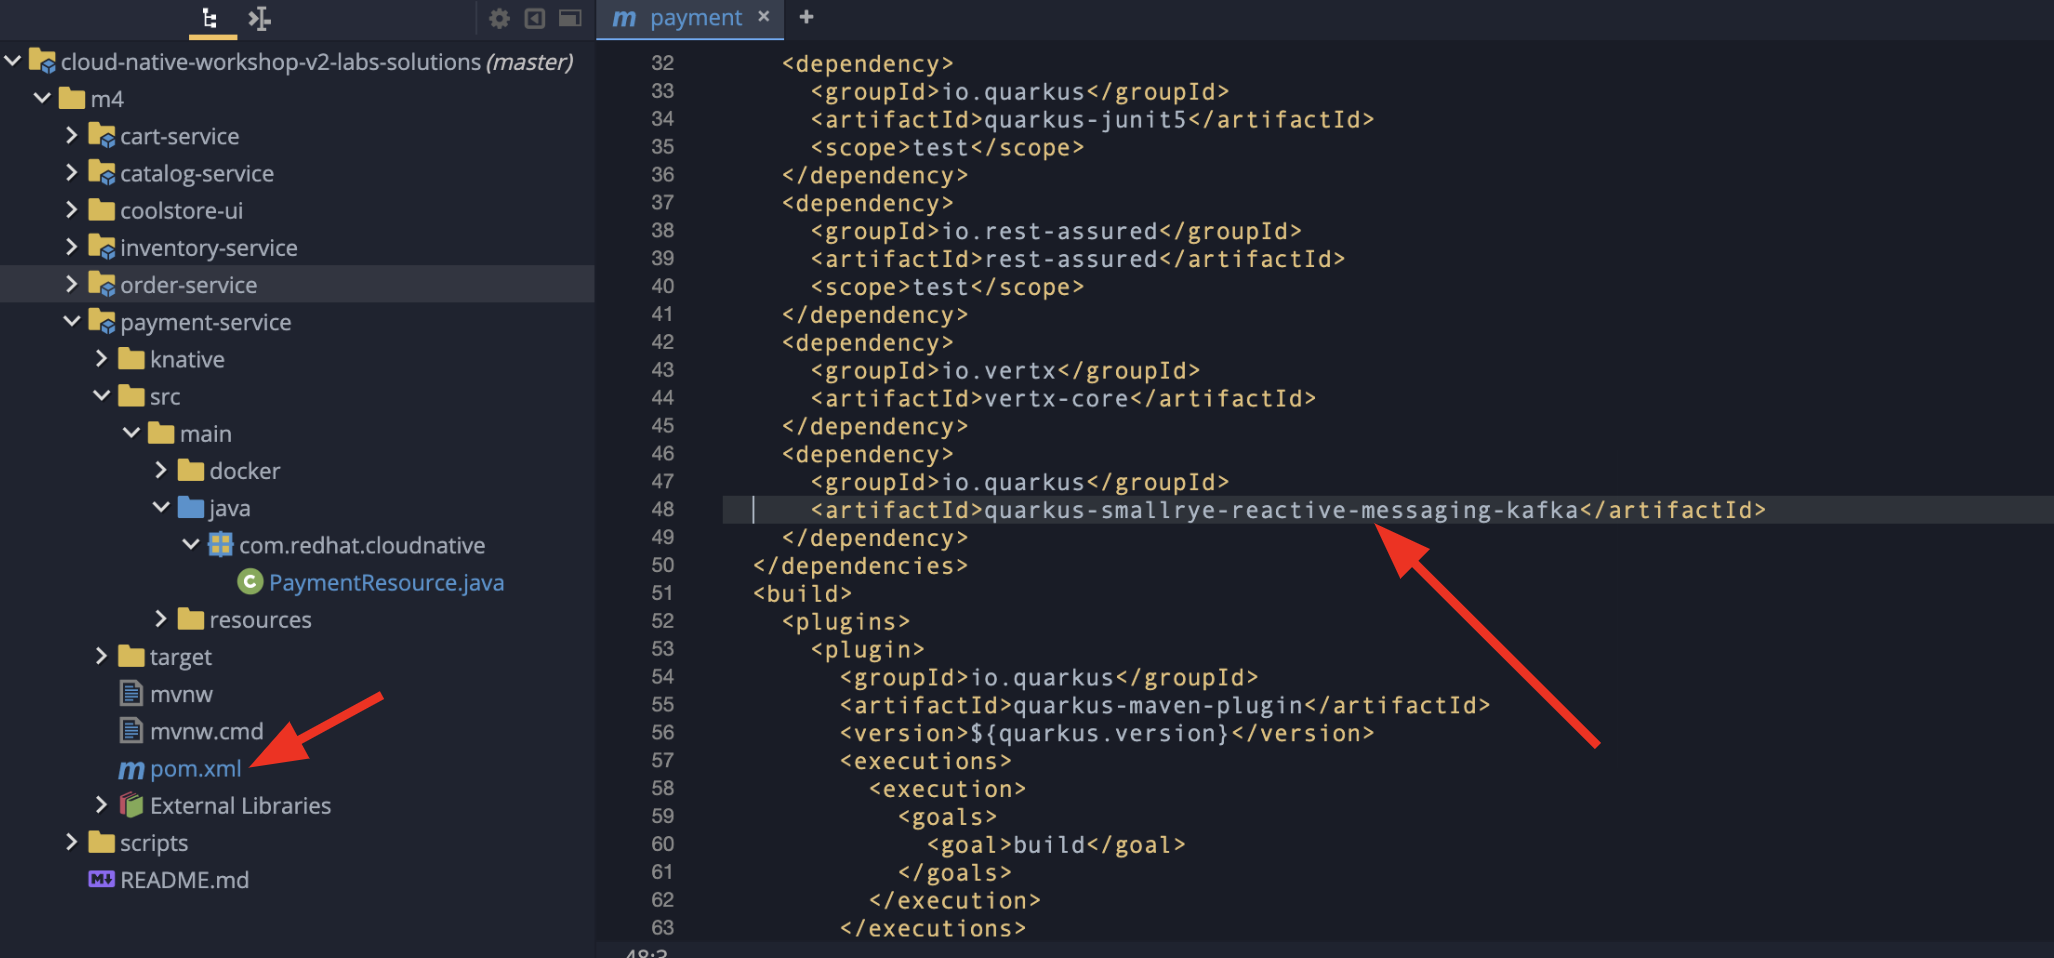 cloud-native-workshop-v2-labs-solutions (master)
m4
cart-service
catalog-service
coolstore-ui
inventory-service
order-service
payment-service
knative
src
main
docker
java
com.redhat.cloudnative
C PaymentResource.java
resources
target
mvnw
mvnw.cmd
m pom.xml
External Libraries
scripts
M↓ README.md
m payment × +
32 <dependency>
33 <groupId>io.quarkus</groupId>
34 <artifactId>quarkus-junit5</artifactId>
35 <scope>test</scope>
36 </dependency>
37 <dependency>
38 <groupId>io.rest-assured</groupId>
39 <artifactId>rest-assured</artifactId>
40 <scope>test</scope>
41 </dependency>
42 <dependency>
43 <groupId>io.vertx</groupId>
44 <artifactId>vertx-core</artifactId>
45 </dependency>
46 <dependency>
47 <groupId>io.quarkus</groupId>
48 <artifactId>quarkus-smallrye-reactive-messaging-kafka</artifactId>
49 </dependency>
50 </dependencies>
51 <build>
52 <plugins>
53 <plugin>
54 <groupId>io.quarkus</groupId>
55 <artifactId>quarkus-maven-plugin</artifactId>
56 <version>${quarkus.version}</version>
57 <executions>
58 <execution>
59 <goals>
60 <goal>build</goal>
61 </goals>
62 </execution>
63 </executions>